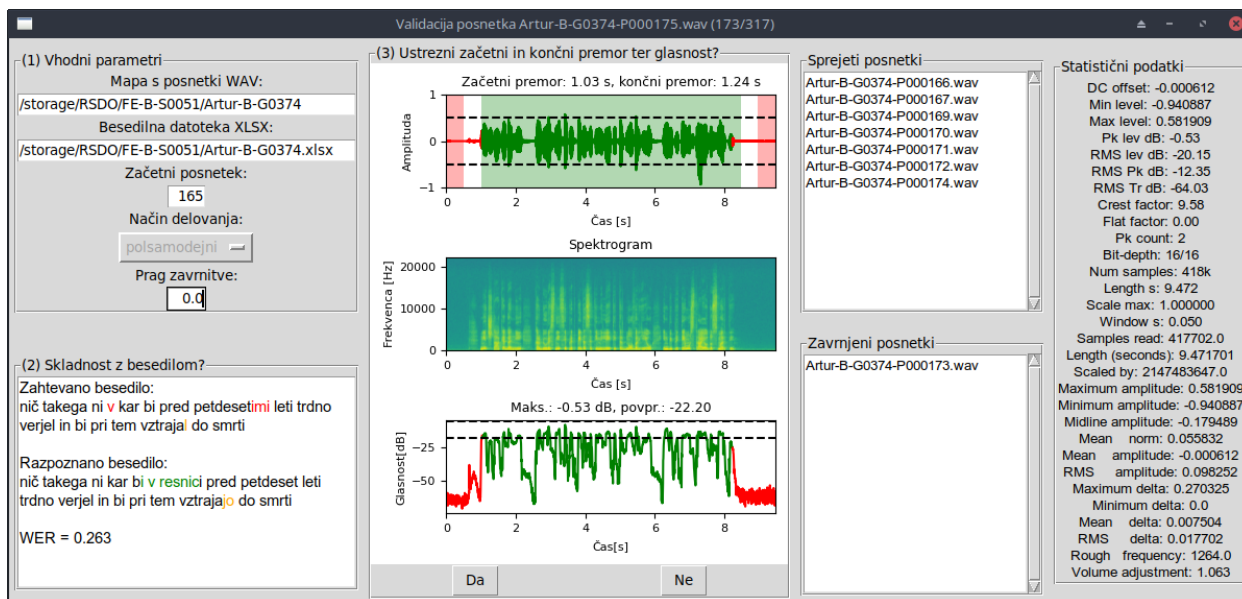 Validacija posnetka Artur-B-G0374-P000175.wav (173/317)
(1) Vhodni parametri
Mapa s posnetki WAV:
/storage/RSDO/FE-B-S0051/Artur-B-G0374
Besedilna datoteka XLSX:
/storage/RSDO/FE-B-S0051/Artur-B-G0374.xlsx
Začetni posnetek:
165
Način delovanja:
polsamodejni
Prag zavrnitve:
0.0
(2) Skladnost z besedilom?
Zahtevano besedilo:
nič takega ni v kar bi pred petdesetimi leti trdno
verjel in bi pri tem vztrajal do smrti
Razpoznano besedilo:
nič takega ni kar bi v resnici pred petdeset leti
trdno verjel in bi pri tem vztrajajo do smrti
WER = 0.263
(3) Ustrezni začetni in končni premor ter glasnost?
Začetni premor: 1.03 s, končni premor: 1.24 s
Amplituda
1
0
−1
0 2 4 6 8
Čas [s]
Spektrogram
Frekvenca [Hz]
20000
10000
0
0 2 4 6 8
Čas [s]
Maks.: -0.53 dB, povpr.: -22.20
Glasnost[dB]
−25
−50
0 2 4 6 8
Čas[s]
Da
Ne
Sprejeti posnetki
Artur-B-G0374-P000166.wav
Artur-B-G0374-P000167.wav
Artur-B-G0374-P000169.wav
Artur-B-G0374-P000170.wav
Artur-B-G0374-P000171.wav
Artur-B-G0374-P000172.wav
Artur-B-G0374-P000174.wav
Zavrnjeni posnetki
Artur-B-G0374-P000173.wav
Statistični podatki
DC offset: -0.000612
Min level: -0.940887
Max level: 0.581909
Pk lev dB: -0.53
RMS lev dB: -20.15
RMS Pk dB: -12.35
RMS Tr dB: -64.03
Crest factor: 9.58
Flat factor: 0.00
Pk count: 2
Bit-depth: 16/16
Num samples: 418k
Length s: 9.472
Scale max: 1.000000
Window s: 0.050
Samples read: 417702.0
Length (seconds): 9.471701
Scaled by: 2147483647.0
Maximum amplitude: 0.581909
Minimum amplitude: -0.940887
Midline amplitude: -0.179489
Mean norm: 0.055832
Mean amplitude: -0.000612
RMS amplitude: 0.098252
Maximum delta: 0.270325
Minimum delta: 0.0
Mean delta: 0.007504
RMS delta: 0.017702
Rough frequency: 1264.0
Volume adjustment: 1.063